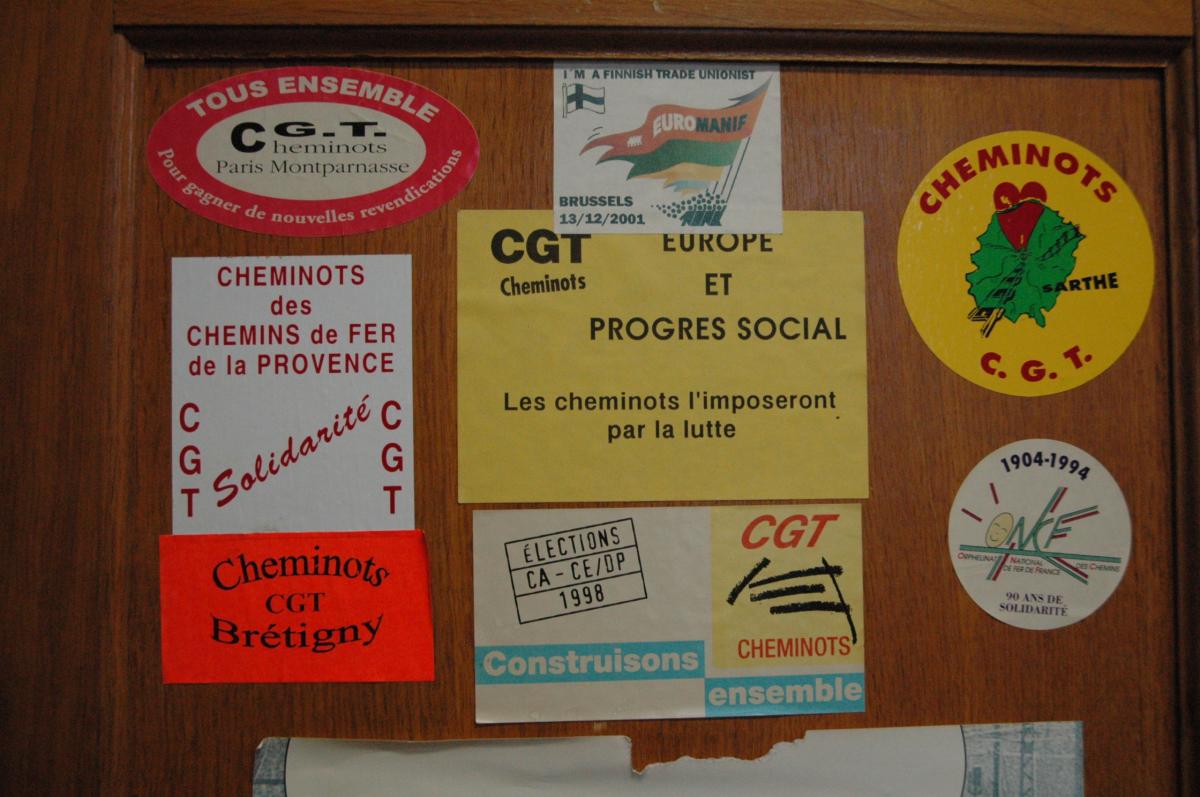 TOUS ENSEMBLE
C G.T.
heminots
Paris Montparnasse
Pour gagner de nouvelles revendications
I'M A FINNISH TRADE UNIONIST
EUROMANIF
BRUSSELS
13/12/2001
CHEMINOTS
SARTHE
C. G. T.
CHEMINOTS
des
CHEMINS de FER
de la PROVENCE
CGT
Solidarité
CGT
CGT
Cheminots
EUROPE
ET
PROGRES SOCIAL
Les cheminots l'imposeront
par la lutte
1904-1994
ONCF
ORPHELINAT NATIONAL DES CHEMINS
DE FER DE FRANCE
90 ANS DE
SOLIDARITÉ
Cheminots
CGT
Brétigny
ÉLECTIONS
CA - CE/DP
1998
CGT
CHEMINOTS
Construisons
ensemble